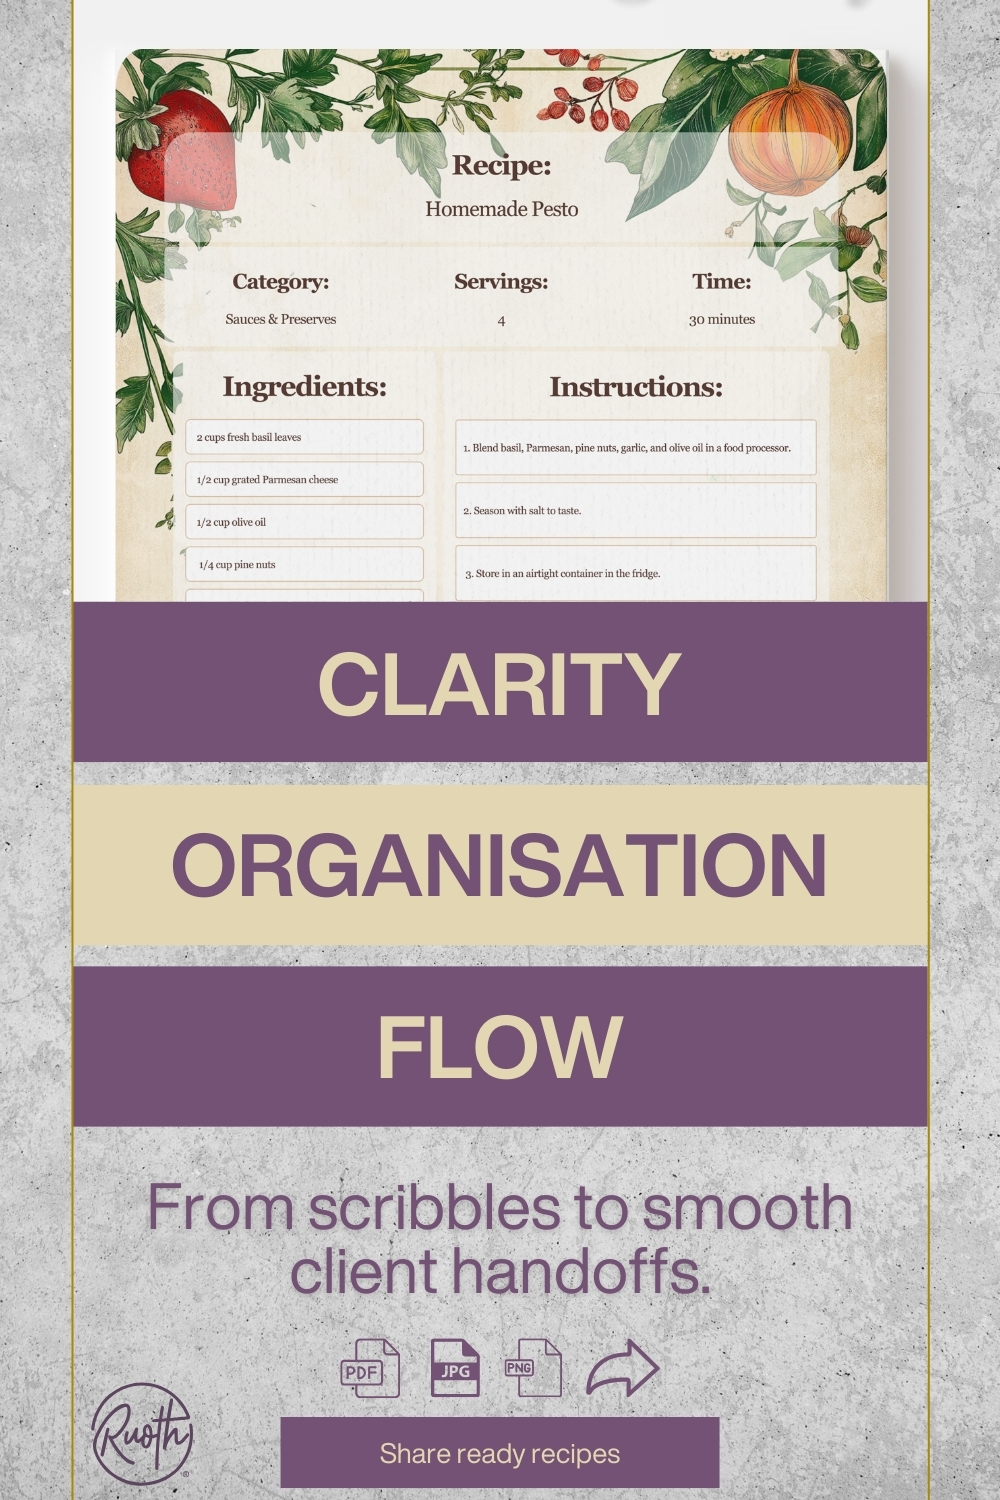 Recipe:
Homemade Pesto
Category:
Servings:
Time:
Sauces & Preserves
4
30 minutes
Ingredients:
2 cups fresh basil leaves
1/2 cup grated Parmesan cheese
1/2 cup olive oil
1/4 cup pine nuts
Instructions:
1. Blend basil, Parmesan, pine nuts, garlic, and olive oil in a food processor.
2. Season with salt to taste.
3. Store in an airtight container in the fridge.
CLARITY
ORGANISATION
FLOW
From scribbles to smooth
client handoffs.
PDF
JPG
PNG
Ruoth
®
Share ready recipes